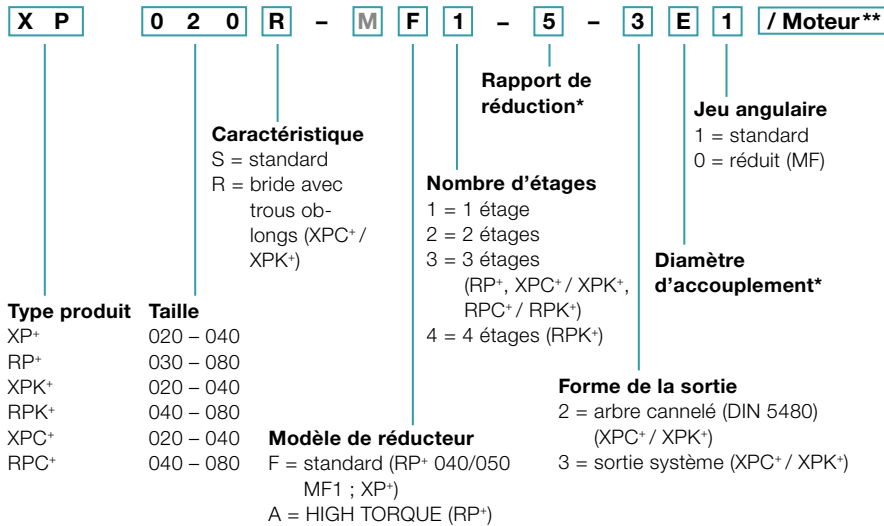 X P 0 2 0 R – M F 1 – 5 – 3 E 1 / Moteur**
Rapport de
réduction*
Jeu angulaire
1 = standard
0 = réduit (MF)
Caractéristique
S = standard
R = bride avec
trous ob-
longs (XPC+ /
XPK+)
Nombre d’étages
1 = 1 étage
2 = 2 étages
3 = 3 étages
(RP+, XPC+ / XPK+,
RPC+ / RPK+)
4 = 4 étages (RPK+)
Diamètre
d’accouplement*
Type produit Taille
XP+ 020 – 040
RP+ 030 – 080
XPK+ 020 – 040
RPK+ 040 – 080
XPC+ 020 – 040
RPC+ 040 – 080
Modèle de réducteur
F = standard (RP+ 040/050
MF1 ; XP+)
A = HIGH TORQUE (RP+)
Forme de la sortie
2 = arbre cannelé (DIN 5480)
(XPC+ / XPK+)
3 = sortie système (XPC+ / XPK+)